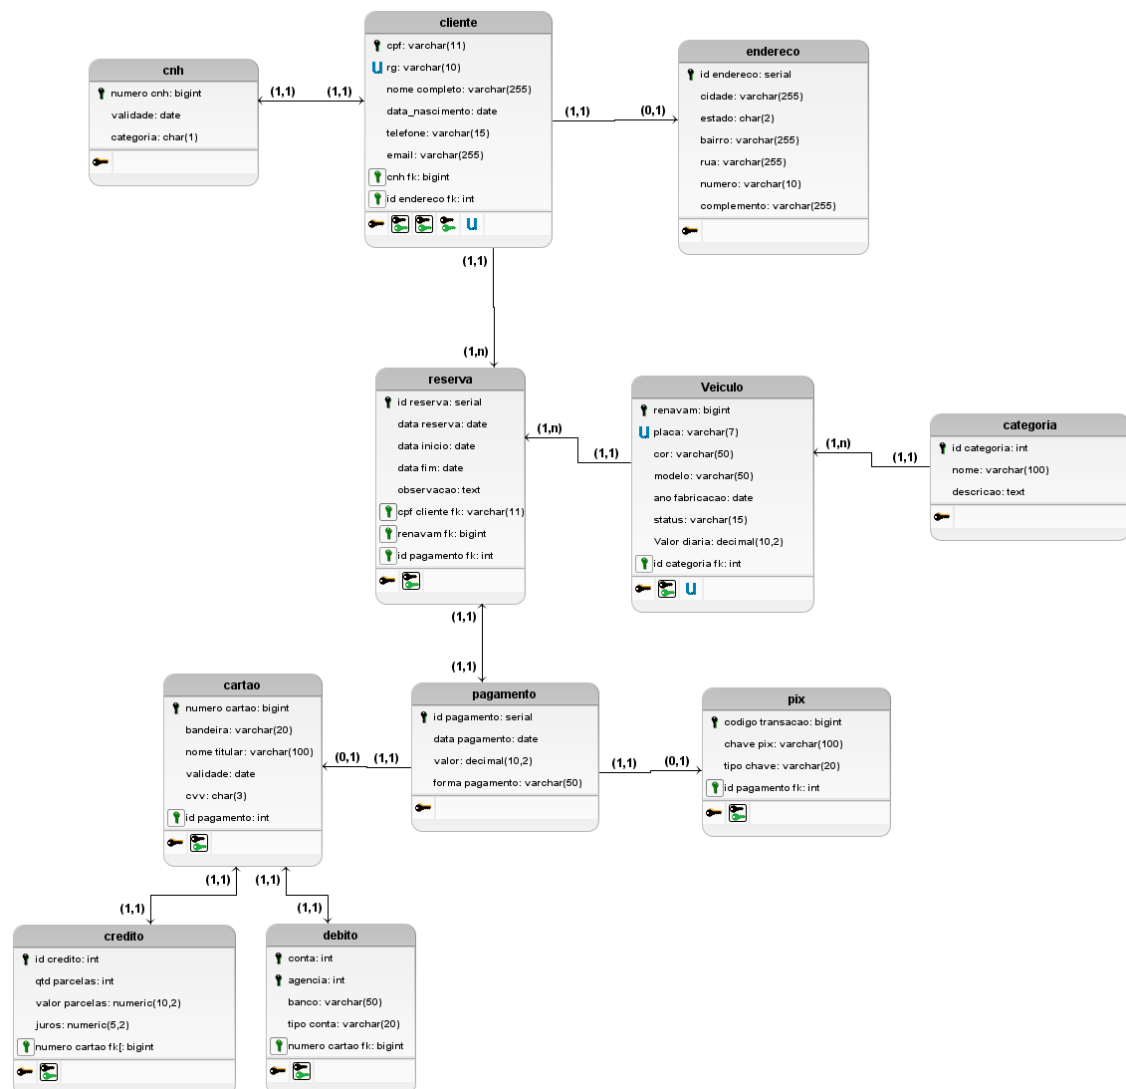 cliente
cpf: varchar(11)
rg: varchar(10)
nome completo: varchar(255)
data_nascimento: date
telefone: varchar(15)
email: varchar(255)
cnh fk: bigint
id endereco fk: int
u
cnh
numero cnh: bigint
validade: date
categoria: char(1)
(1,1)
(1,1)
endereco
id endereco: serial
cidade: varchar(255)
estado: char(2)
bairro: varchar(255)
rua: varchar(255)
numero: varchar(10)
complemento: varchar(255)
(1,1)
(0,1)
(1,1)
(1,n)
reserva
id reserva: serial
data reserva: date
data inicio: date
data fim: date
observacao: text
cpf cliente fk: varchar(11)
renavam fk: bigint
id pagamento fk: int
(1,n)
(1,1)
Veiculo
renavam: bigint
u placa: varchar(7)
cor: varchar(50)
modelo: varchar(50)
ano fabricacao: date
status: varchar(15)
Valor diaria: decimal(10,2)
id categoria fk: int
u
(1,n)
(1,1)
categoria
id categoria: int
nome: varchar(100)
descricao: text
(1,1)
(1,1)
cartao
numero cartao: bigint
bandeira: varchar(20)
nome titular: varchar(100)
validade: date
cvv: char(3)
id pagamento: int
(0,1)
(1,1)
pagamento
id pagamento: serial
data pagamento: date
valor: decimal(10,2)
forma pagamento: varchar(50)
(1,1)
(0,1)
pix
codigo transacao: bigint
chave pix: varchar(100)
tipo chave: varchar(20)
id pagamento fk: int
(1,1)
(1,1)
(1,1)
(1,1)
credito
id credito: int
qtd parcelas: int
valor parcelas: numeric(10,2)
juros: numeric(5,2)
numero cartao fk[: bigint
debito
conta: int
agencia: int
banco: varchar(50)
tipo conta: varchar(20)
numero cartao fk: bigint